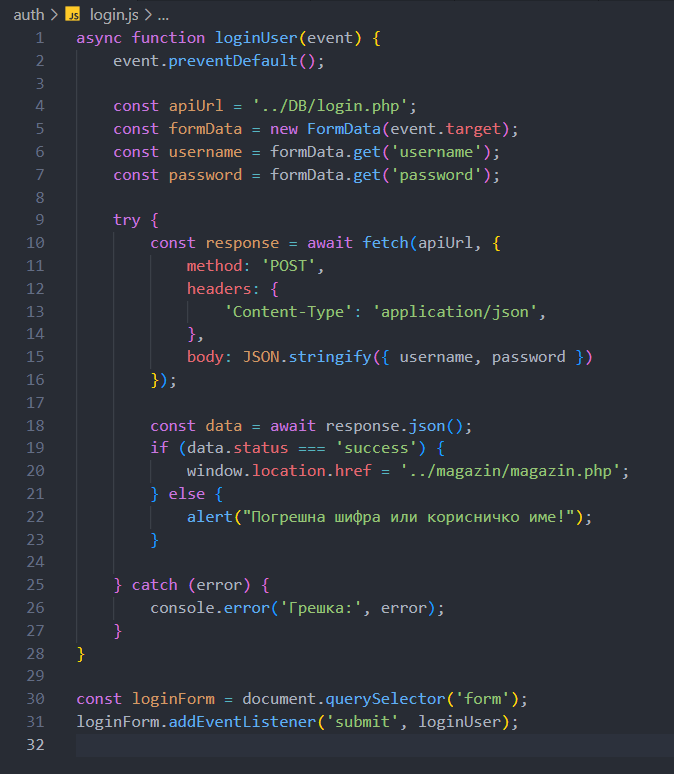 auth > JS login.js > ...
1 async function loginUser(event) {
2     event.preventDefault();
3
4     const apiUrl = '../DB/login.php';
5     const formData = new FormData(event.target);
6     const username = formData.get('username');
7     const password = formData.get('password');
8
9     try {
10         const response = await fetch(apiUrl, {
11             method: 'POST',
12             headers: {
13                 'Content-Type': 'application/json',
14             },
15             body: JSON.stringify({ username, password })
16         });
17
18         const data = await response.json();
19         if (data.status === 'success') {
20             window.location.href = '../magazin/magazin.php';
21         } else {
22             alert("Погрешна шифра или корисничко име!");
23         }
24
25     } catch (error) {
26         console.error('Грешка:', error);
27     }
28 }
29
30 const loginForm = document.querySelector('form');
31 loginForm.addEventListener('submit', loginUser);
32